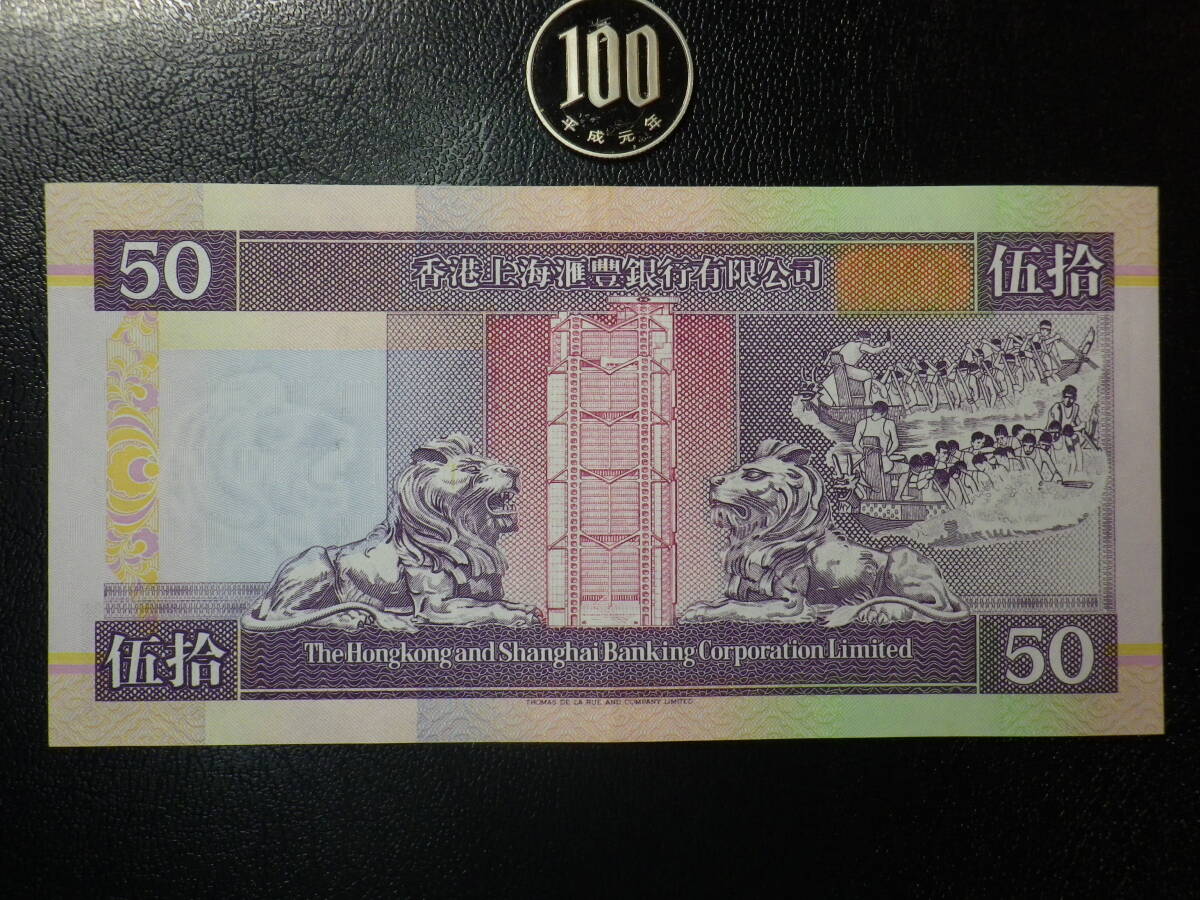 100
平成元年
50
香港上海滙豐銀行有限公司
伍拾
伍拾
The Hongkong and Shanghai Banking Corporation Limited
50
THOMAS DE LA RUE AND COMPANY LIMITED